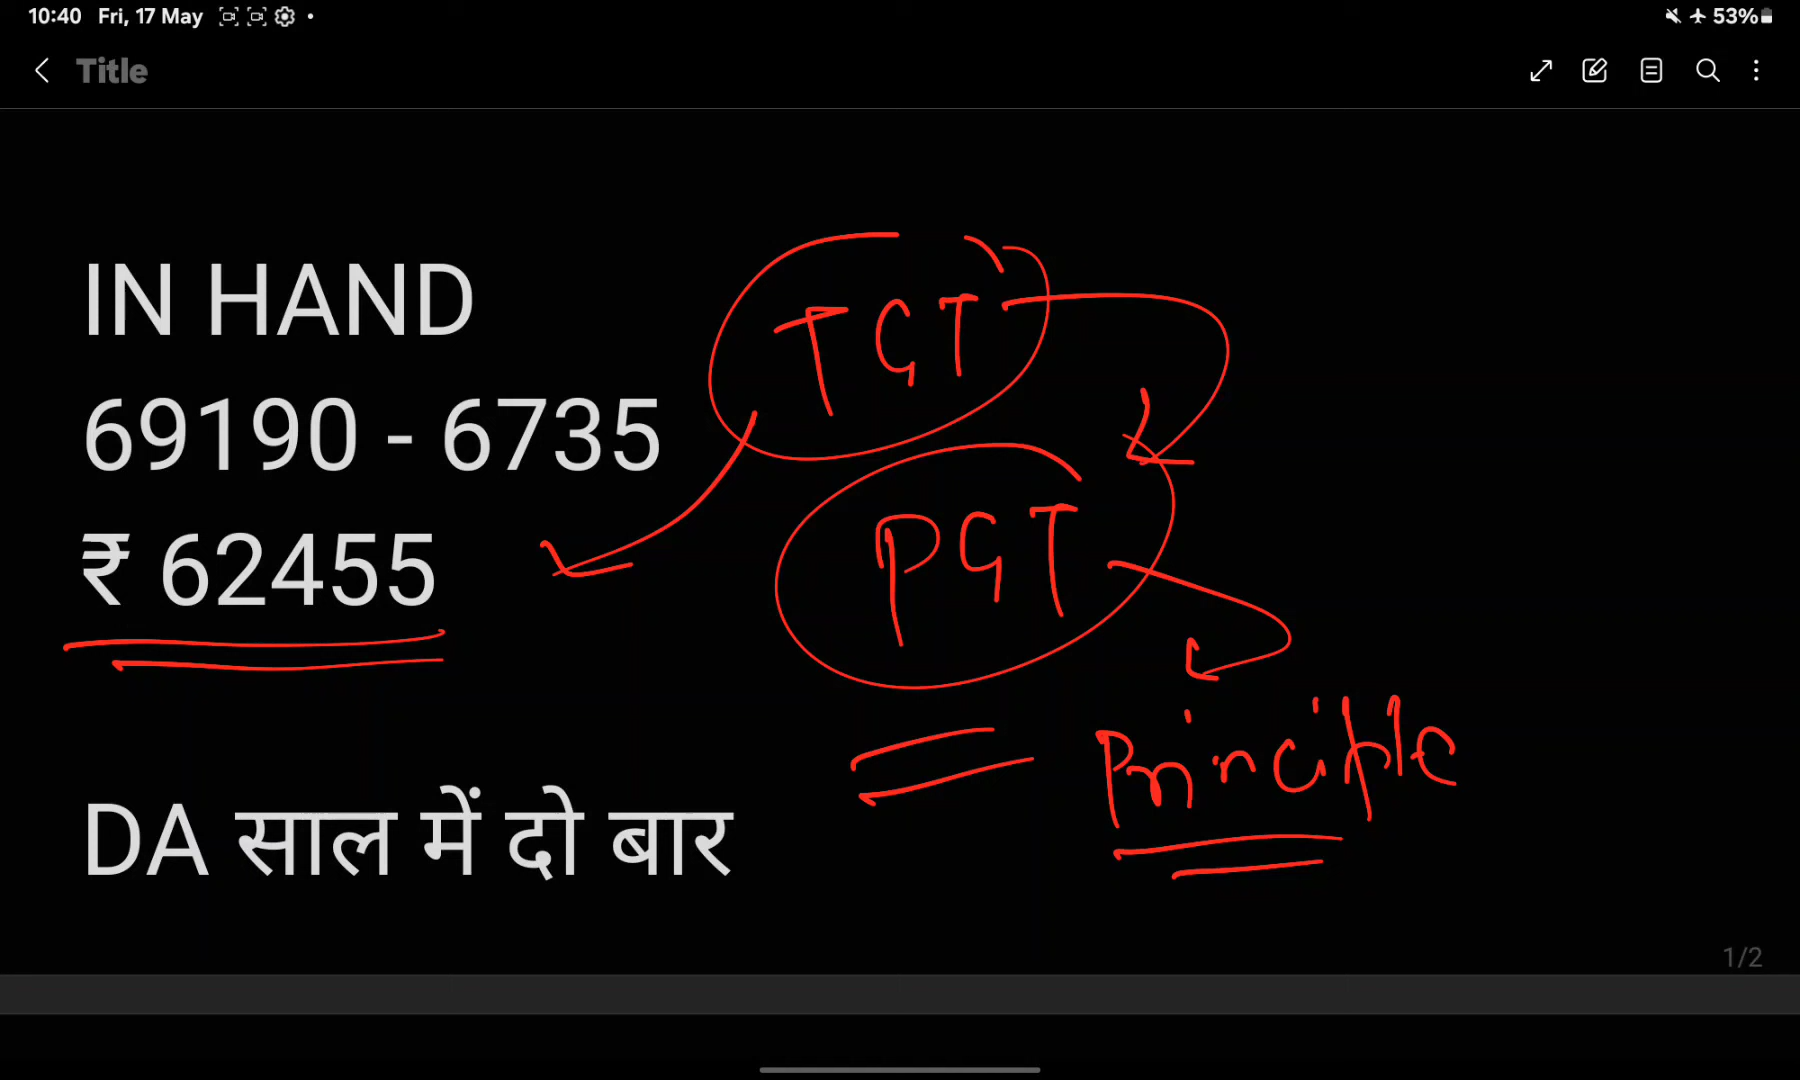 10:40 Fri, 17 May
53%
Title
IN HAND
69190 - 6735
₹ 62455
DA साल में दो बार
TGT
PGT
Principle
1/2